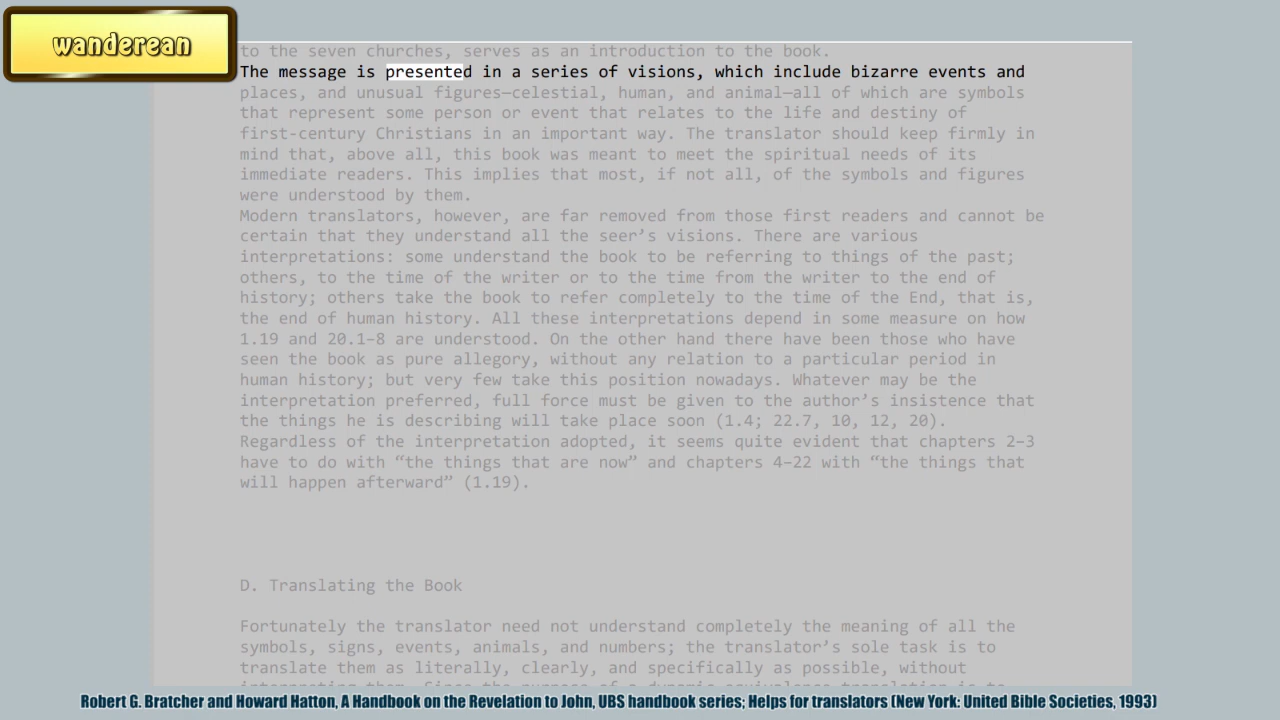 wanderean
to the seven churches, serves as an introduction to the book.
The message is presented in a series of visions, which include bizarre events and
places, and unusual figures—celestial, human, and animal—all of which are symbols
that represent some person or event that relates to the life and destiny of
first-century Christians in an important way. The translator should keep firmly in
mind that, above all, this book was meant to meet the spiritual needs of its
immediate readers. This implies that most, if not all, of the symbols and figures
were understood by them.
Modern translators, however, are far removed from those first readers and cannot be
certain that they understand all the seer’s visions. There are various
interpretations: some understand the book to be referring to things of the past;
others, to the time of the writer or to the time from the writer to the end of
history; others take the book to refer completely to the time of the End, that is,
the end of human history. All these interpretations depend in some measure on how
1.19 and 20.1–8 are understood. On the other hand there have been those who have
seen the book as pure allegory, without any relation to a particular period in
human history; but very few take this position nowadays. Whatever may be the
interpretation preferred, full force must be given to the author’s insistence that
the things he is describing will take place soon (1.4; 22.7, 10, 12, 20).
Regardless of the interpretation adopted, it seems quite evident that chapters 2–3
have to do with “the things that are now” and chapters 4–22 with “the things that
will happen afterward” (1.19).
D. Translating the Book
Fortunately the translator need not understand completely the meaning of all the
symbols, signs, events, animals, and numbers; the translator’s sole task is to
translate them as literally, clearly, and specifically as possible, without
Robert G. Bratcher and Howard Hatton, A Handbook on the Revelation to John, UBS handbook series; Helps for translators (New York: United Bible Societies, 1993)